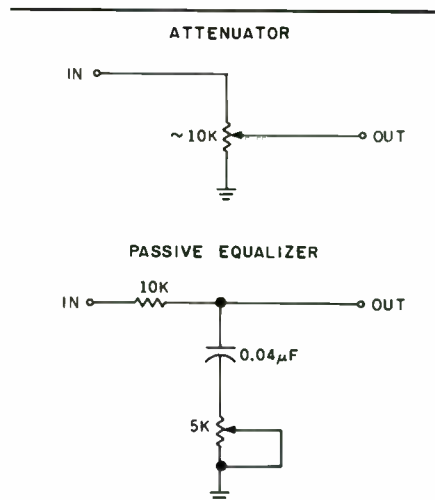 ATTENUATOR
IN
~10K
OUT
PASSIVE EQUALIZER
10K
IN
OUT
0.04µF
5K